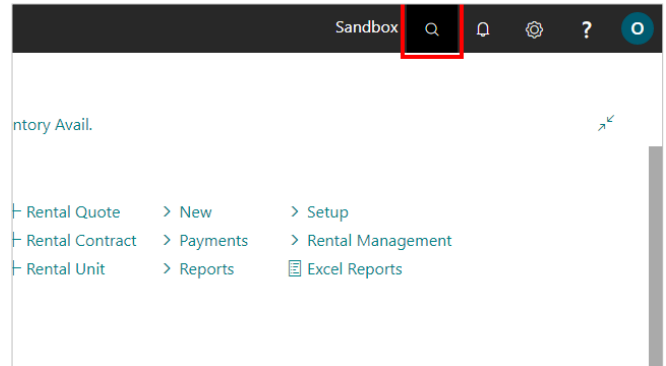 Sandbox ? O
ntory Avail.
Rental Quote > New > Setup
Rental Contract > Payments > Rental Management
Rental Unit > Reports Excel Reports